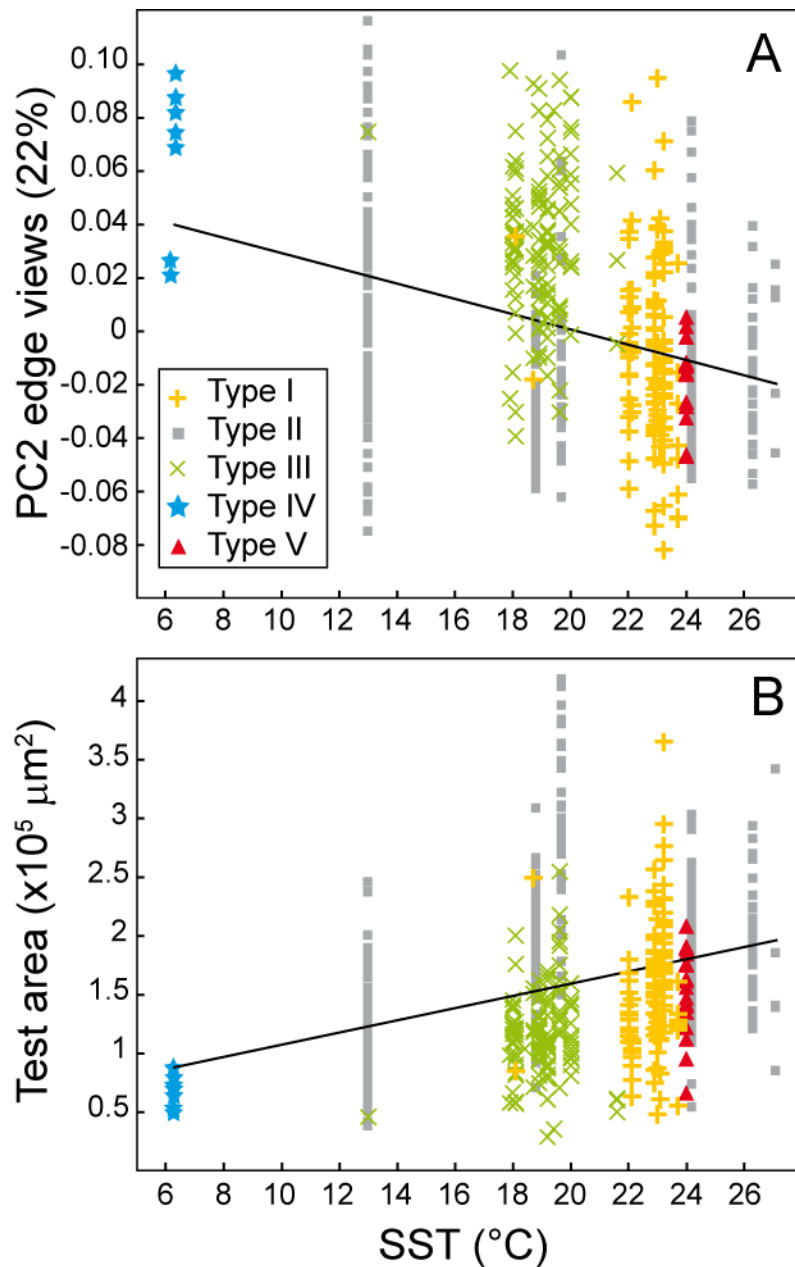 A
PC2 edge views (22%)
0.10
0.08
0.06
0.04
0.02
0
-0.02
-0.04
-0.06
-0.08
Type I
Type II
Type III
Type IV
Type V
6 8 10 12 14 16 18 20 22 24 26
B
Test area (x10⁵ μm²)
4
3.5
3
2.5
2
1.5
1
0.5
6 8 10 12 14 16 18 20 22 24 26
SST (°C)